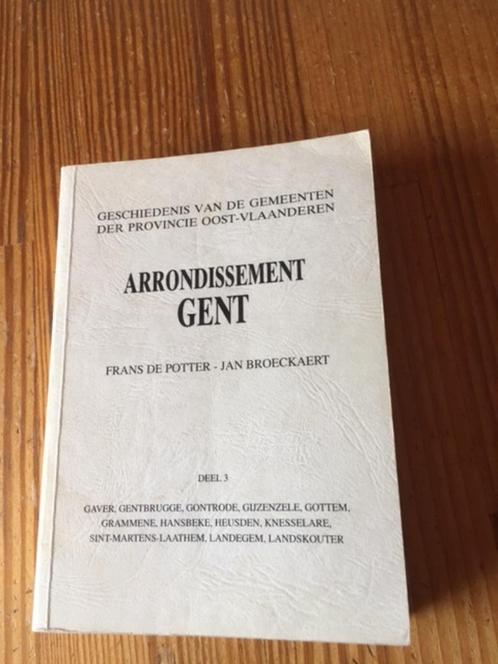 GESCHIEDENIS VAN DE GEMEENTEN
DER PROVINCIE OOST-VLAANDEREN
ARRONDISSEMENT
GENT
FRANS DE POTTER - JAN BROECKAERT
DEEL 3
GAVER, GENTBRUGGE, GONTRODE, GIJZENZELE, GOTTEM,
GRAMMENE, HANSBEKE, HEUSDEN, KNESSELARE,
SINT-MARTENS-LAATHEM, LANDEGEM, LANDSKOUTER